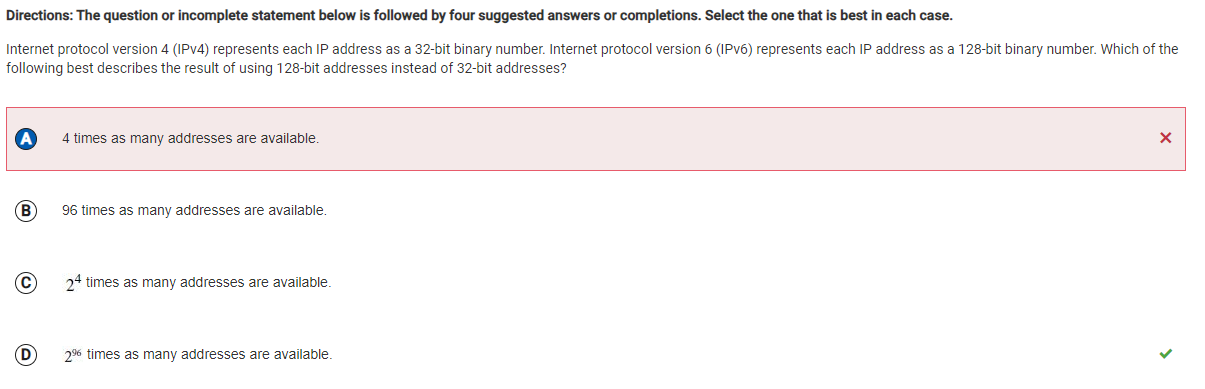 Directions: The question or incomplete statement below is followed by four suggested answers or completions. Select the one that is best in each case.
Internet protocol version 4 (IPv4) represents each IP address as a 32-bit binary number. Internet protocol version 6 (IPv6) represents each IP address as a 128-bit binary number. Which of the
following best describes the result of using 128-bit addresses instead of 32-bit addresses?
A 4 times as many addresses are available.
B 96 times as many addresses are available.
C 2⁴ times as many addresses are available.
D 2⁹⁶ times as many addresses are available.